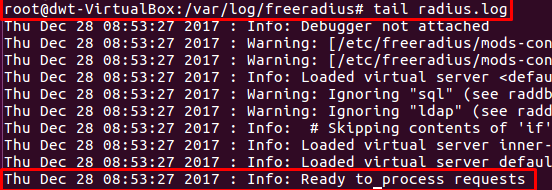 root@dwt-VirtualBox:/var/log/freeradius# tail radius.log
Thu Dec 28 08:53:27 2017 : Info: Debugger not attached
Thu Dec 28 08:53:27 2017 : Warning: [/etc/freeradius/mods-con
Thu Dec 28 08:53:27 2017 : Warning: [/etc/freeradius/mods-con
Thu Dec 28 08:53:27 2017 : Info: Loaded virtual server <defau
Thu Dec 28 08:53:27 2017 : Warning: Ignoring "sql" (see raddb
Thu Dec 28 08:53:27 2017 : Warning: Ignoring "ldap" (see radd
Thu Dec 28 08:53:27 2017 : Info:  # Skipping contents of 'if'
Thu Dec 28 08:53:27 2017 : Info: Loaded virtual server inner-
Thu Dec 28 08:53:27 2017 : Info: Loaded virtual server defaul
Thu Dec 28 08:53:27 2017 : Info: Ready to process requests